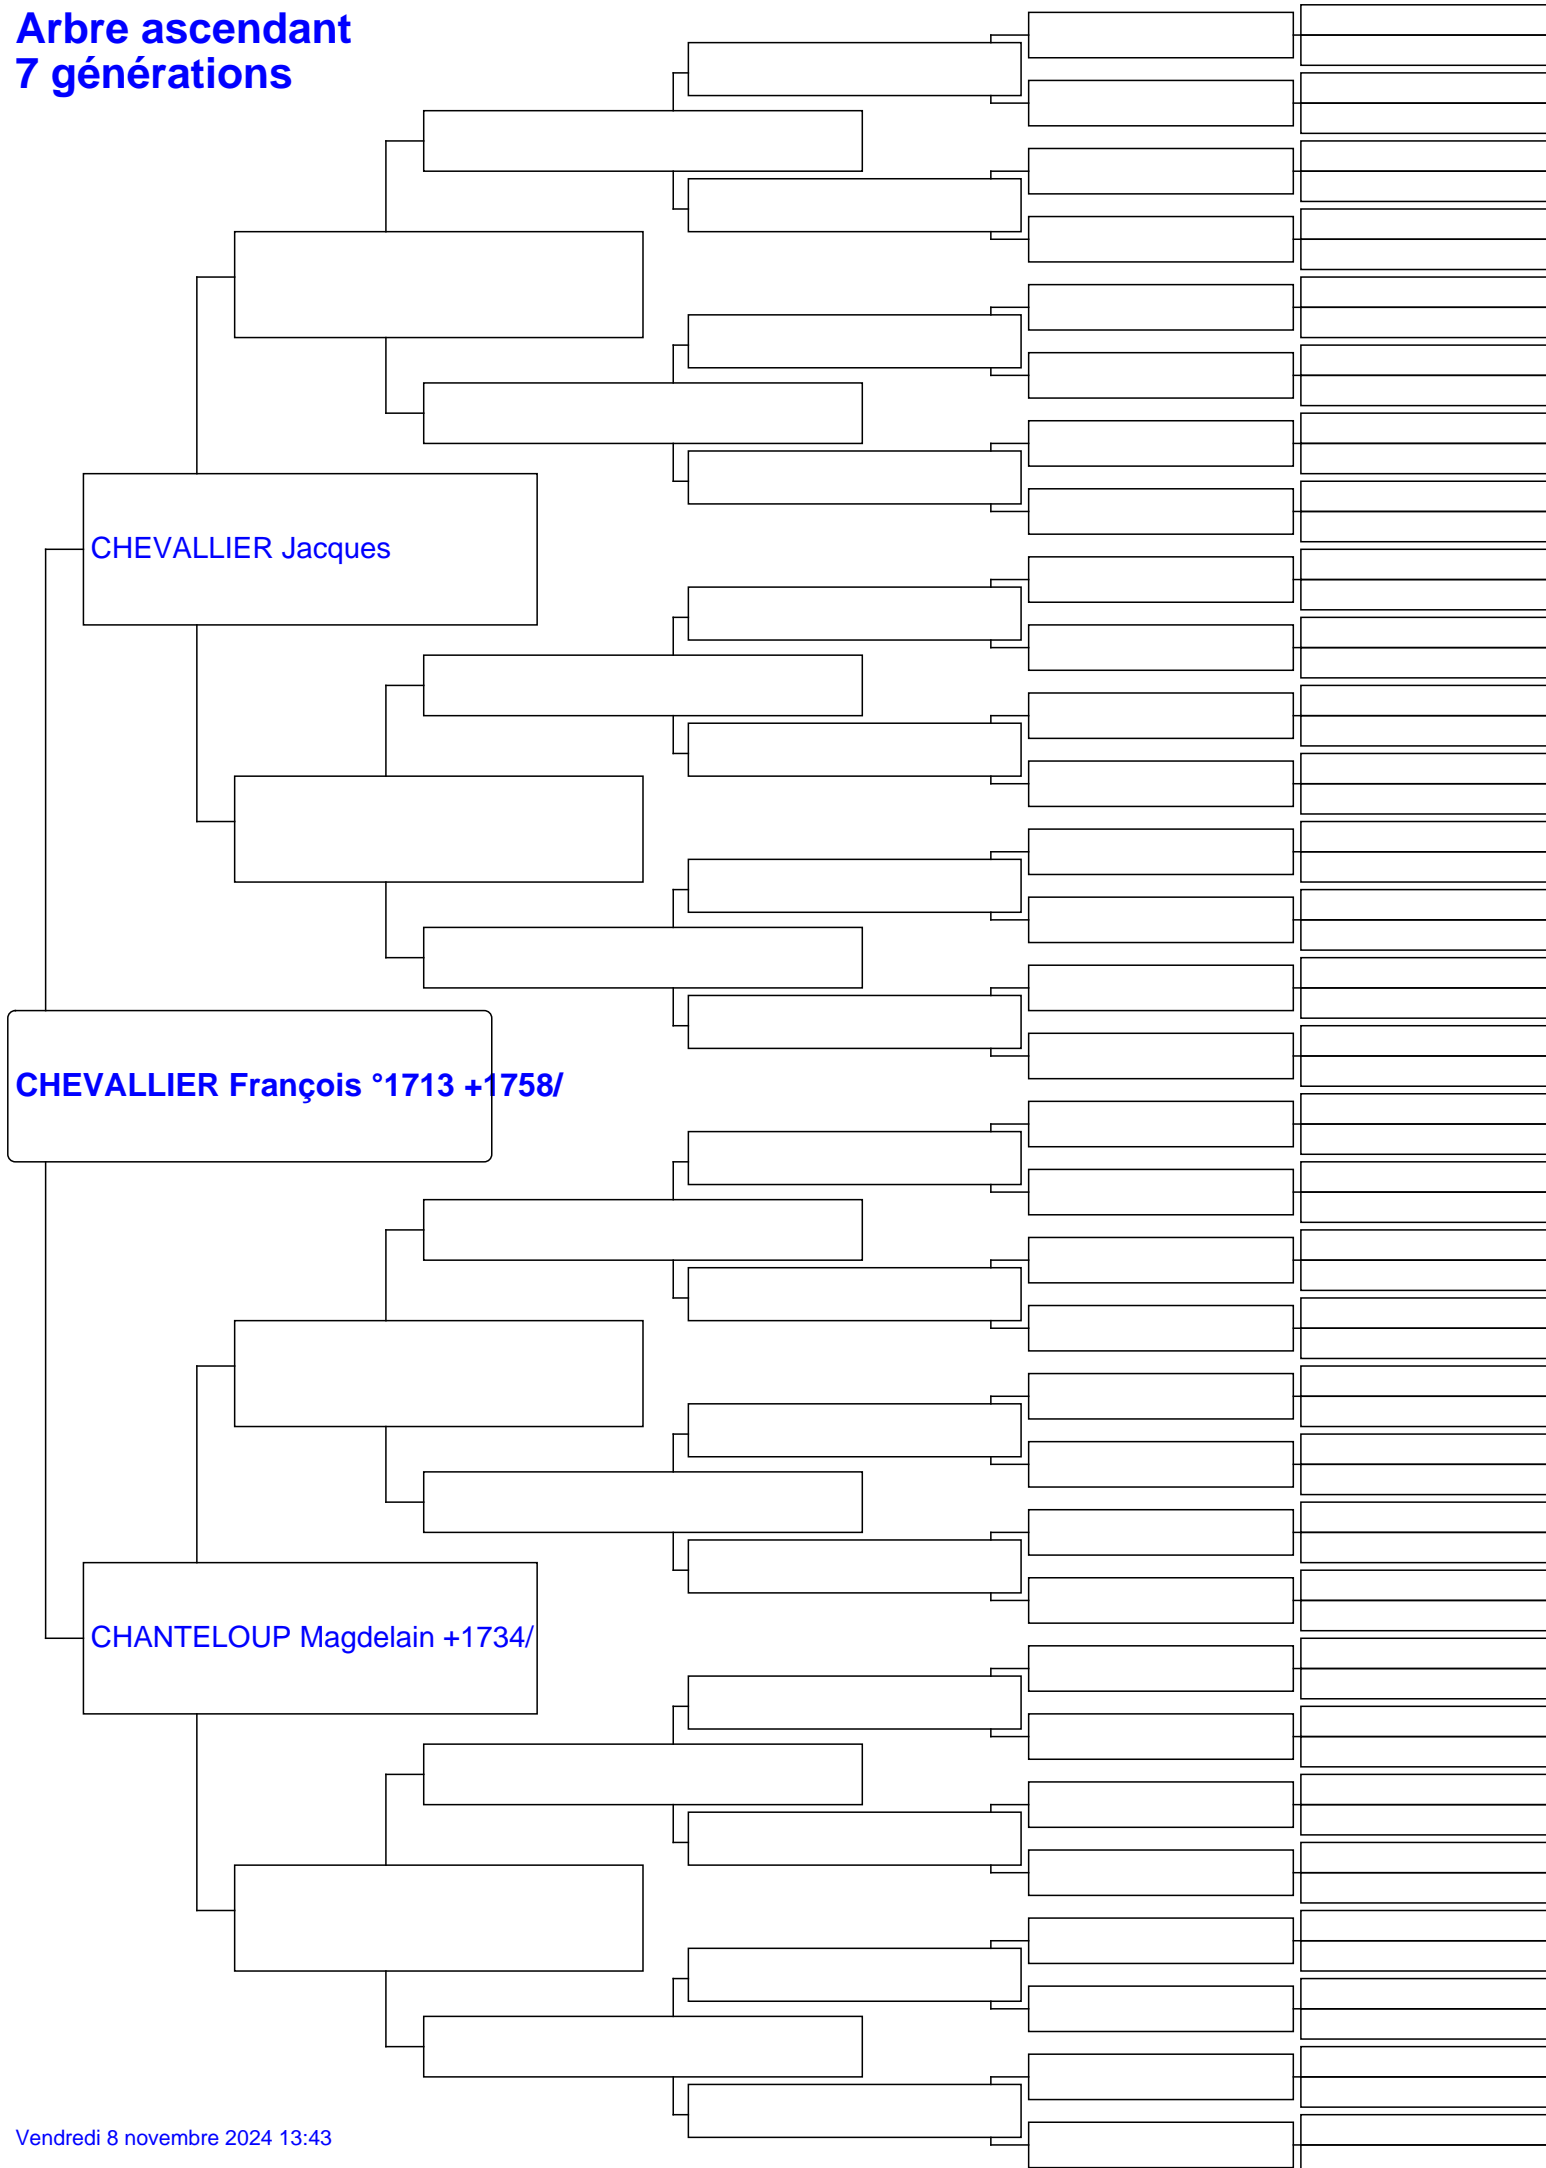 Arbre ascendant
7 générations
CHEVALLIER Jacques
CHEVALLIER François °1713 +1758/
CHANTELOUP Magdelain +1734/
Vendredi 8 novembre 2024 13:43